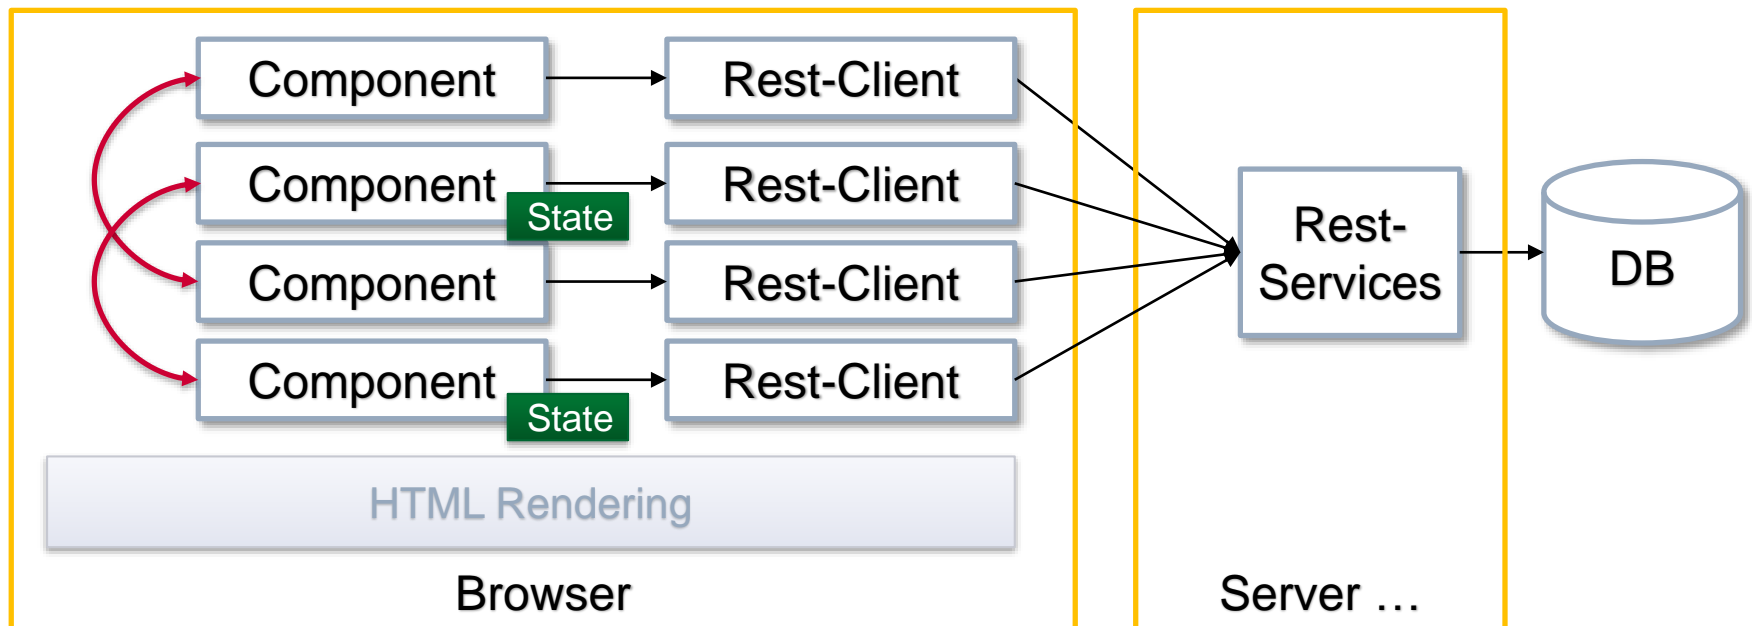 Component
Rest-Client
Component
State
Rest-Client
Component
Rest-Client
Component
State
Rest-Client
HTML Rendering
Browser
Rest-
Services
Server …
DB